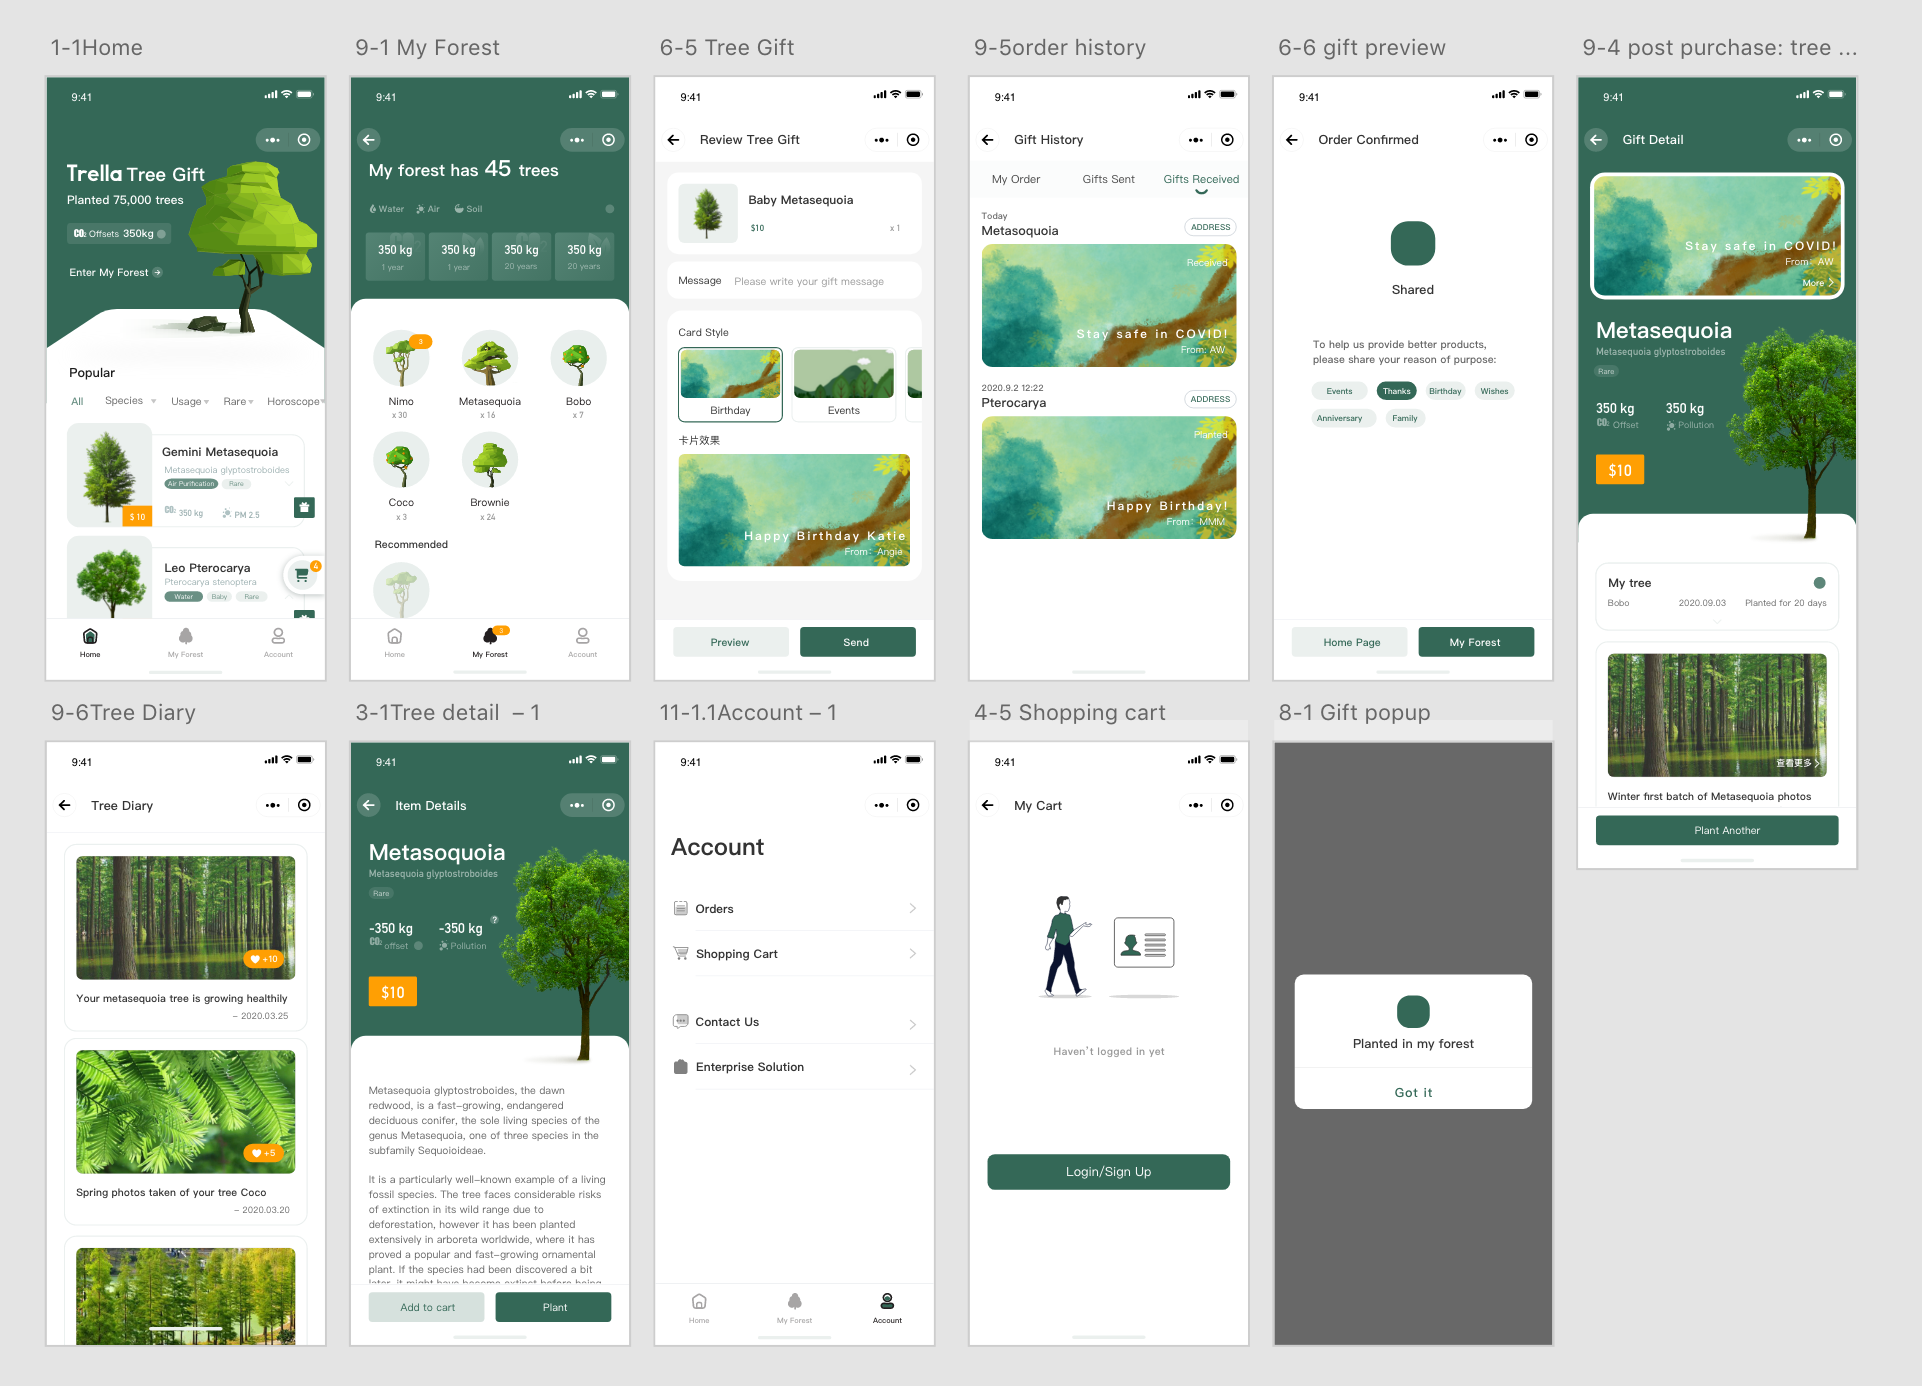 1-1Home
9:41
Trella Tree Gift
Planted 75,000 trees
CO2 Offsets 350kg
Enter My Forest
Popular
All Species Usage Rare Horoscope
Gemini Metasequoia
Metasequoia glyptostroboides
Air Purification Rare
CO2 350 kg PM 2.5
$ 10
Leo Pterocarya
Pterocarya stenoptera
Water Baby Rare
4
Home My Forest Account
9-1 My Forest
9:41
My forest has 45 trees
Water Air Soil
350 kg 350 kg 350 kg 350 kg
1 year 1 year 20 years 20 years
3
Nimo Metasequoia Bobo
x 30 x 16 x 7
Coco Brownie
x 3 x 24
Recommended
3
Home My Forest Account
6-5 Tree Gift
9:41
Review Tree Gift
Baby Metasequoia
$10 x 1
Message Please write your gift message
Card Style
Birthday Events
卡片效果
Happy Birthday Katie
From: Angie
Preview Send
9-5order history
9:41
Gift History
My Order Gifts Sent Gifts Received
Today
Metasoquoia ADDRESS
Received
Stay safe in COVID!
From: AW
2020.9.2 12:22
Pterocarya ADDRESS
Planted
Happy Birthday!
From: MMM
6-6 gift preview
9:41
Order Confirmed
Shared
To help us provide better products,
please share your reason of purpose:
Events Thanks Birthday Wishes
Anniversary Family
Home Page My Forest
9-4 post purchase: tree ...
9:41
Gift Detail
Stay safe in COVID!
From: AW
More
Metasequoia
Metasequoia glyptostroboides
Rare
350 kg 350 kg
CO2 Offset Pollution
$10
My tree
Bobo 2020.09.03 Planted for 20 days
查看更多
Winter first batch of Metasequoia photos
Plant Another
9-6Tree Diary
9:41
Tree Diary
+10
Your metasequoia tree is growing healthily
– 2020.03.25
+5
Spring photos taken of your tree Coco
– 2020.03.20
3-1Tree detail – 1
9:41
Item Details
Metasoquoia
Metasequoia glyptostroboides
Rare
-350 kg -350 kg ?
CO2 offset Pollution
$10
Metasequoia glyptostroboides, the dawn
redwood, is a fast-growing, endangered
deciduous conifer, the sole living species of the
genus Metasequoia, one of three species in the
subfamily Sequoioideae.
It is a particularly well-known example of a living
fossil species. The tree faces considerable risks
of extinction in its wild range due to
deforestation, however it has been planted
extensively in arboreta worldwide, where it has
proved a popular and fast-growing ornamental
plant. If the species had been discovered a bit
later, it might have become extinct before being
Add to cart Plant
11-1.1Account – 1
9:41
Account
Orders
Shopping Cart
Contact Us
Enterprise Solution
Home My Forest Account
4-5 Shopping cart
9:41
My Cart
Haven't logged in yet
Login/Sign Up
8-1 Gift popup
Planted in my forest
Got it